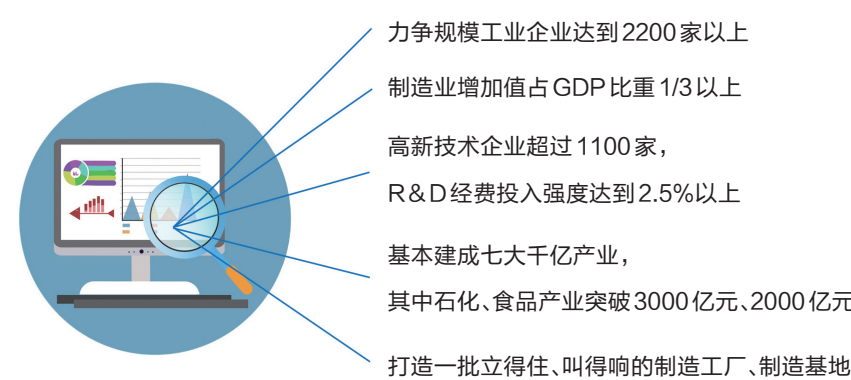 力争规模工业企业达到2200家以上
制造业增加值占GDP比重1/3以上
高新技术企业超过1100家，
R&D经费投入强度达到2.5%以上
基本建成七大千亿产业，
其中石化、食品产业突破3000亿元、2000亿元
打造一批立得住、叫得响的制造工厂、制造基地